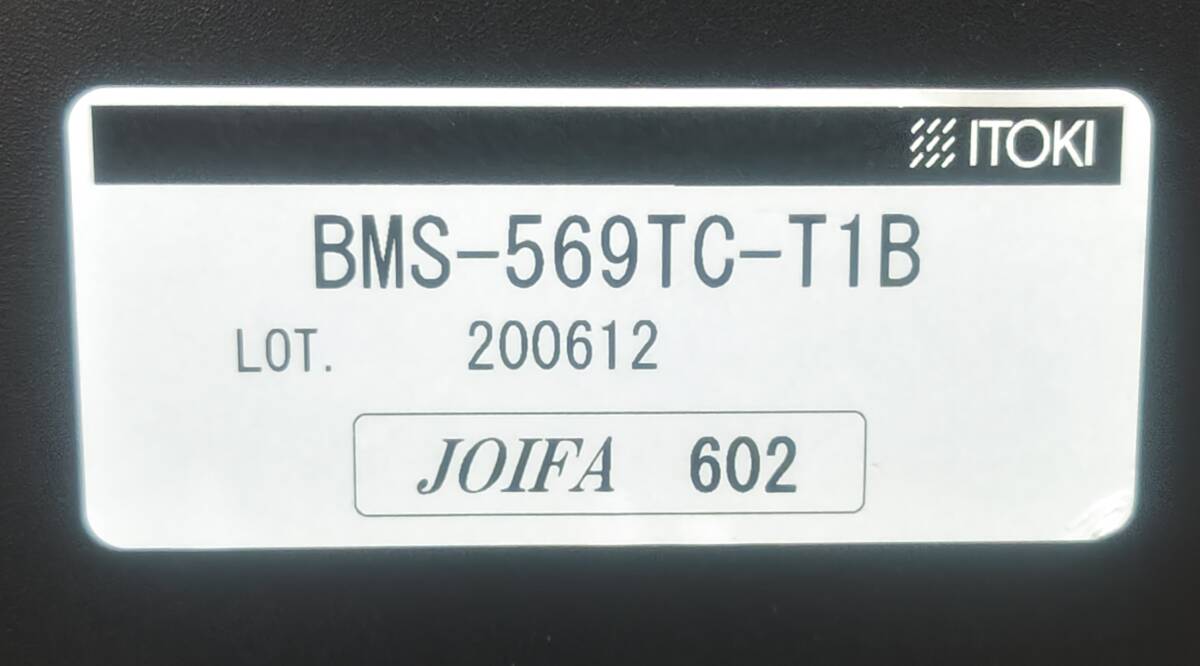 ITOKI
BMS-569TC-T1B
LOT. 200612
JOIFA 602